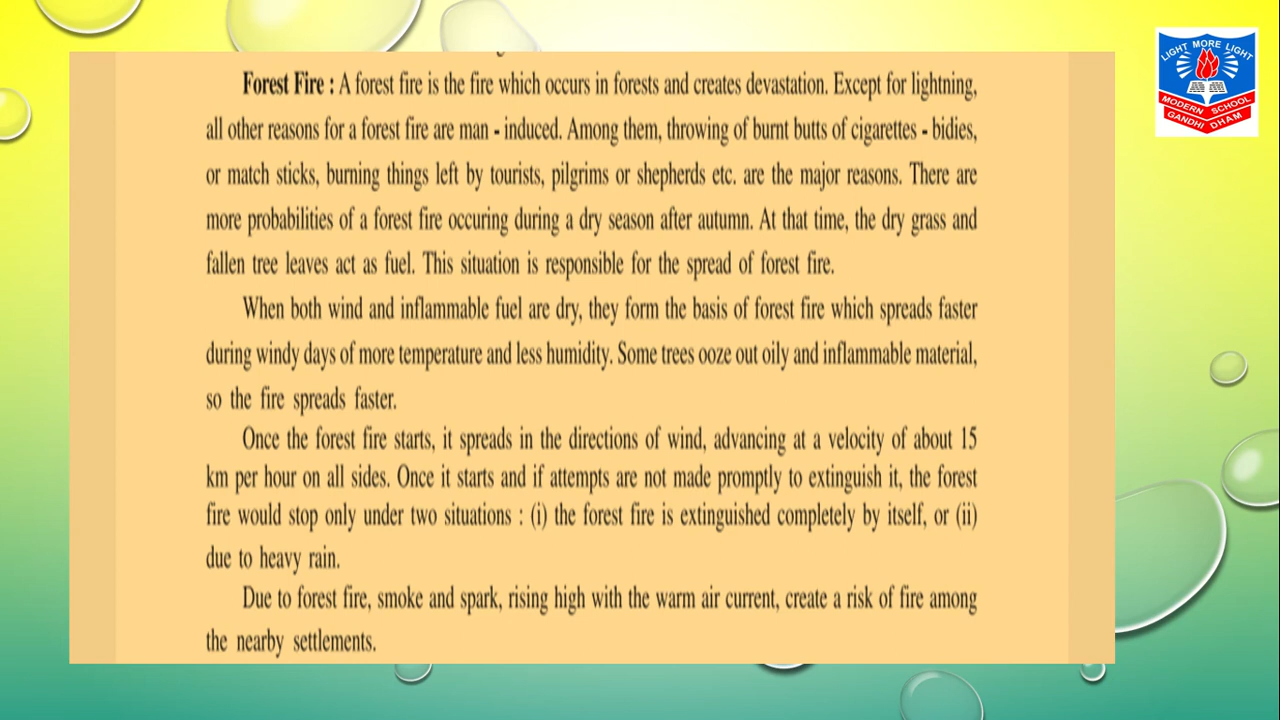 Forest Fire : A forest fire is the fire which occurs in forests and creates devastation. Except for lightning,
all other reasons for a forest fire are man - induced. Among them, throwing of burnt butts of cigarettes - bidies,
or match sticks, burning things left by tourists, pilgrims or shepherds etc. are the major reasons. There are
more probabilities of a forest fire occuring during a dry season after autumn. At that time, the dry grass and
fallen tree leaves act as fuel. This situation is responsible for the spread of forest fire.
When both wind and inflammable fuel are dry, they form the basis of forest fire which spreads faster
during windy days of more temperature and less humidity. Some trees ooze out oily and inflammable material,
so the fire spreads faster.
Once the forest fire starts, it spreads in the directions of wind, advancing at a velocity of about 15
km per hour on all sides. Once it starts and if attempts are not made promptly to extinguish it, the forest
fire would stop only under two situations : (i) the forest fire is extinguished completely by itself, or (ii)
due to heavy rain.
Due to forest fire, smoke and spark, rising high with the warm air current, create a risk of fire among
the nearby settlements.
LIGHT MORE LIGHT
MODERN SCHOOL
GANDHI DHAM